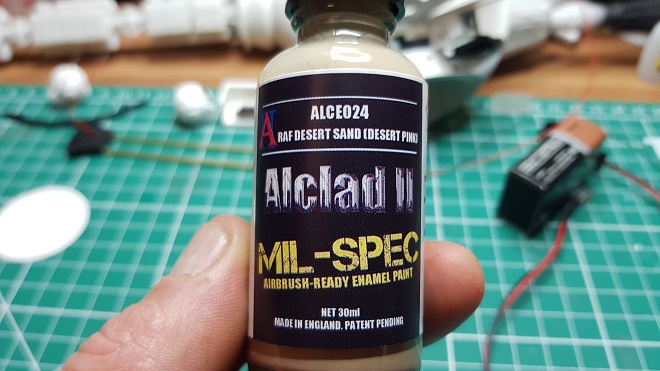 ALCE024
A RAF DESERT SAND (DESERT PINK)
Alclad II
MIL-SPEC
AIRBRUSH-READY ENAMEL PAINT
NET 30ml
MADE IN ENGLAND. PATENT PENDING